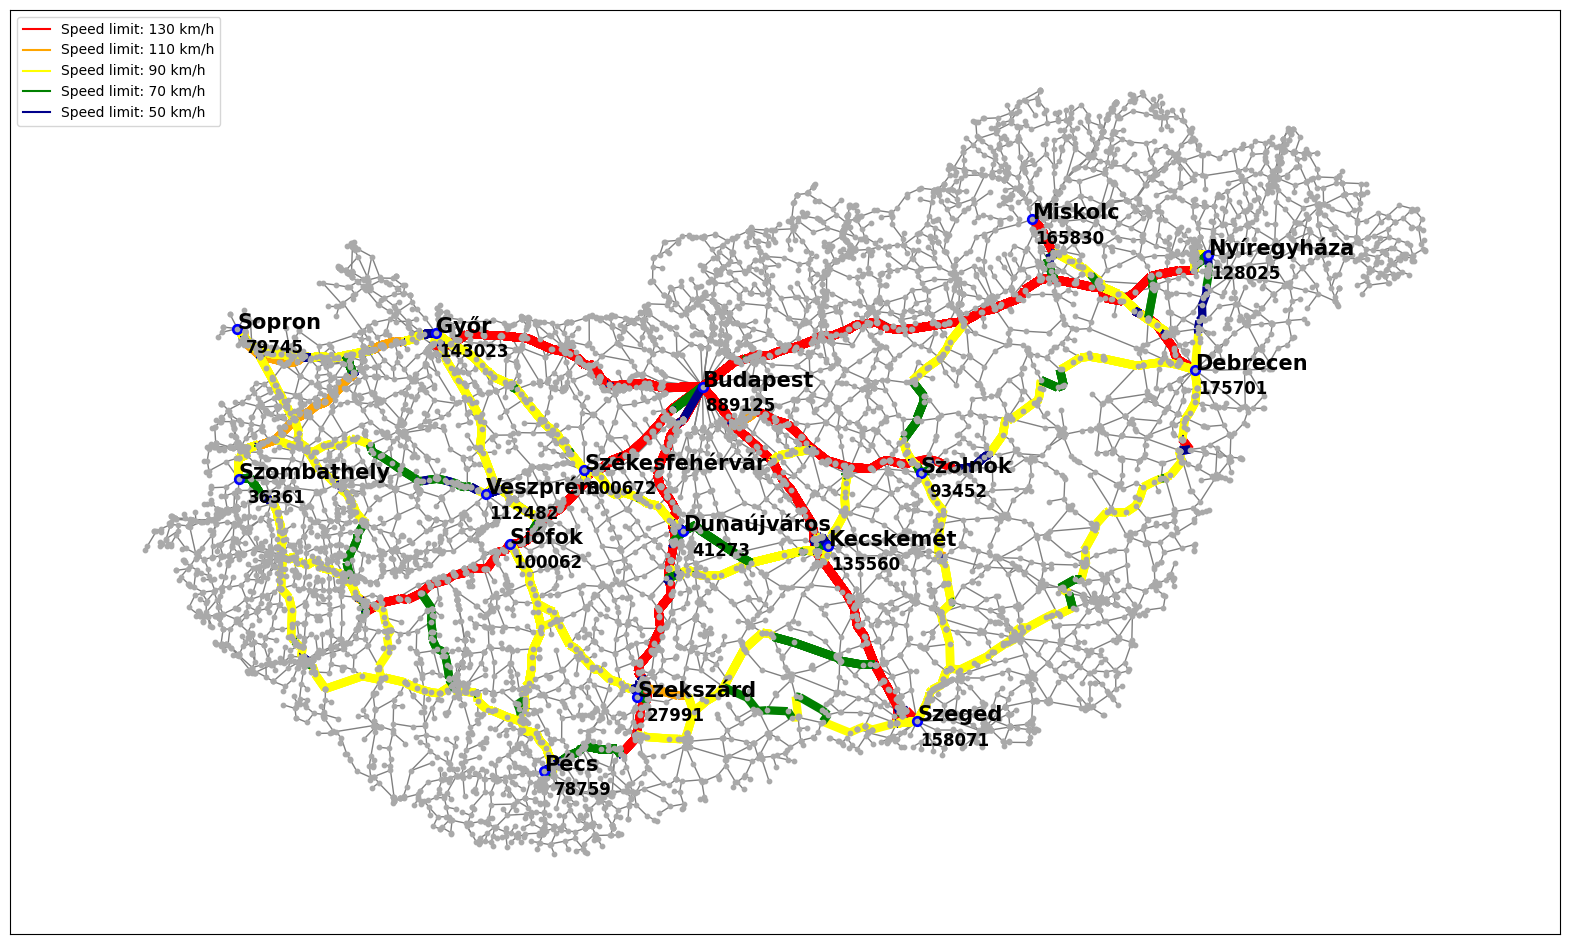 Speed limit: 130 km/h
Speed limit: 110 km/h
Speed limit: 90 km/h
Speed limit: 70 km/h
Speed limit: 50 km/h
Miskolc
165830
Nyíregyháza
128025
Sopron
79745
Győr
143023
Debrecen
175701
Budapest
889125
Szombathely
36361
Székesfehérvár
Szolnok
93452
Veszprém
112482
Dunaújváros
41273
Siófok
100062
Kecskemét
135560
Szekszárd
27991
Szeged
158071
Pécs
78759